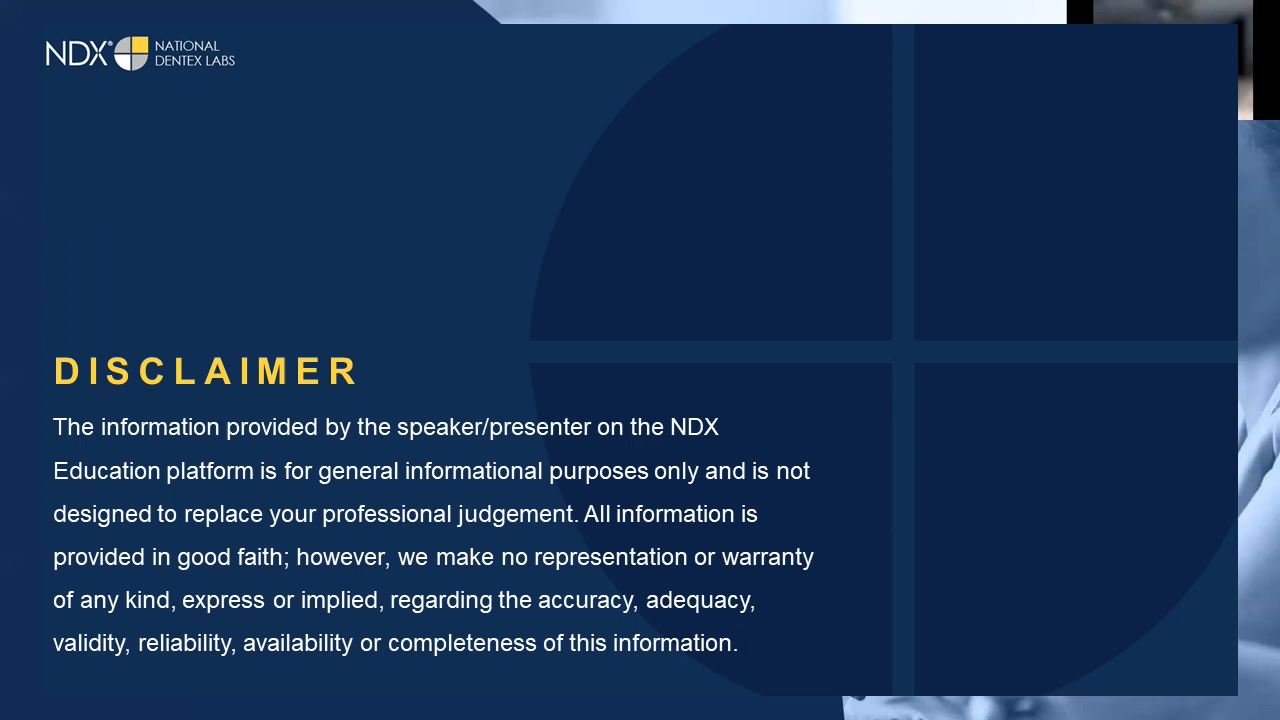 NDX® NATIONAL
DENTEX LABS
DISCLAIMER
The information provided by the speaker/presenter on the NDX
Education platform is for general informational purposes only and is not
designed to replace your professional judgement. All information is
provided in good faith; however, we make no representation or warranty
of any kind, express or implied, regarding the accuracy, adequacy,
validity, reliability, availability or completeness of this information.